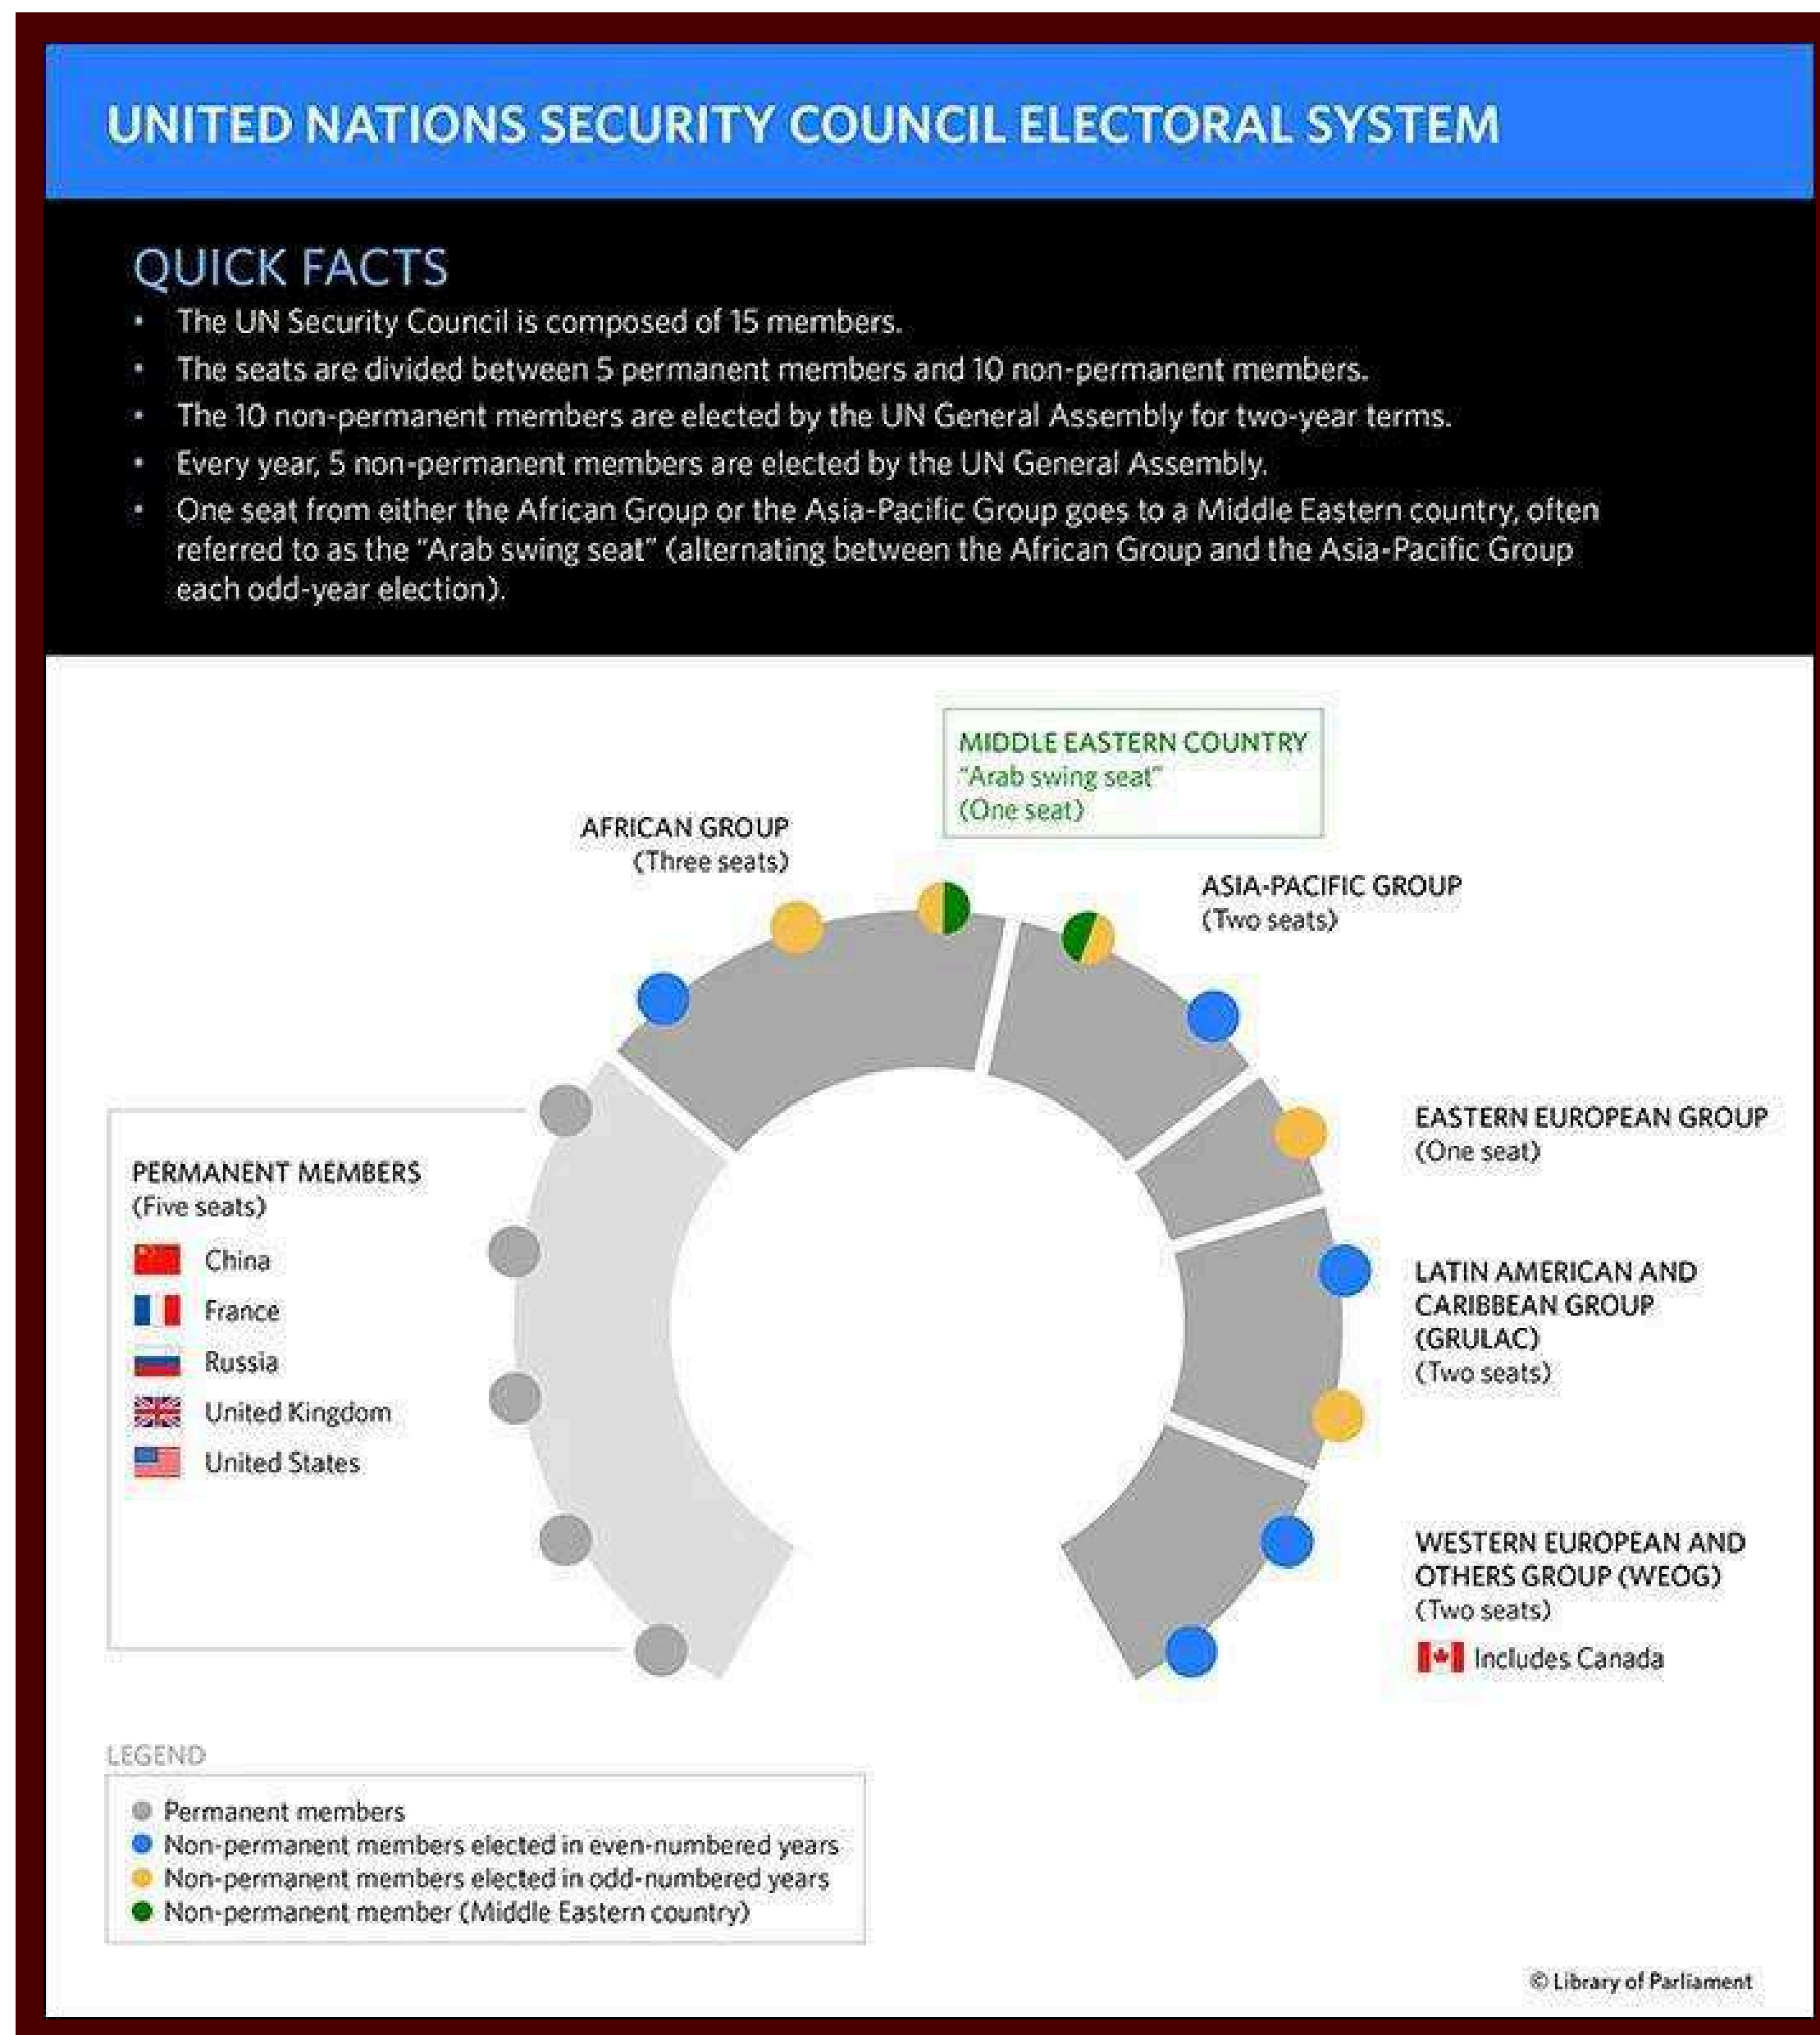 UNITED NATIONS SECURITY COUNCIL ELECTORAL SYSTEM
QUICK FACTS
• The UN Security Council is composed of 15 members.
• The seats are divided between 5 permanent members and 10 non-permanent members.
• The 10 non-permanent members are elected by the UN General Assembly for two-year terms.
• Every year, 5 non-permanent members are elected by the UN General Assembly.
• One seat from either the African Group or the Asia-Pacific Group goes to a Middle Eastern country, often
referred to as the "Arab swing seat" (alternating between the African Group and the Asia-Pacific Group
each odd-year election).
MIDDLE EASTERN COUNTRY
"Arab swing seat"
(One seat)
AFRICAN GROUP
(Three seats)
ASIA-PACIFIC GROUP
(Two seats)
EASTERN EUROPEAN GROUP
(One seat)
PERMANENT MEMBERS
(Five seats)
China
France
Russia
United Kingdom
United States
LATIN AMERICAN AND
CARIBBEAN GROUP
(GRULAC)
(Two seats)
WESTERN EUROPEAN AND
OTHERS GROUP (WEOG)
(Two seats)
Includes Canada
LEGEND
Permanent members
Non-permanent members elected in even-numbered years
Non-permanent members elected in odd-numbered years
Non-permanent member (Middle Eastern country)
© Library of Parliament